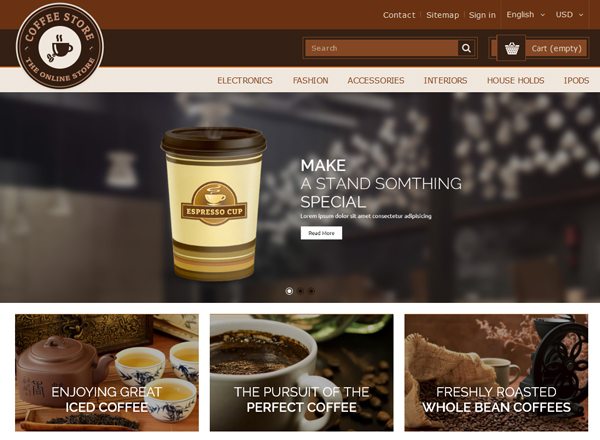 Contact
Sitemap
Sign in
English
USD
COFFEE STORE
THE ONLINE STORE
Search
Cart (empty)
ELECTRONICS
FASHION
ACCESSORIES
INTERIORS
HOUSE HOLDS
IPODS
ESPRESSO CUP
MAKE
A STAND SOMTHING
SPECIAL
Lorem ipsum dolor sit amet consectetur adipisicing
Read More
ENJOYING GREAT
ICED COFFEE
THE PURSUIT OF THE
PERFECT COFFEE
FRESHLY ROASTED
WHOLE BEAN COFFEES